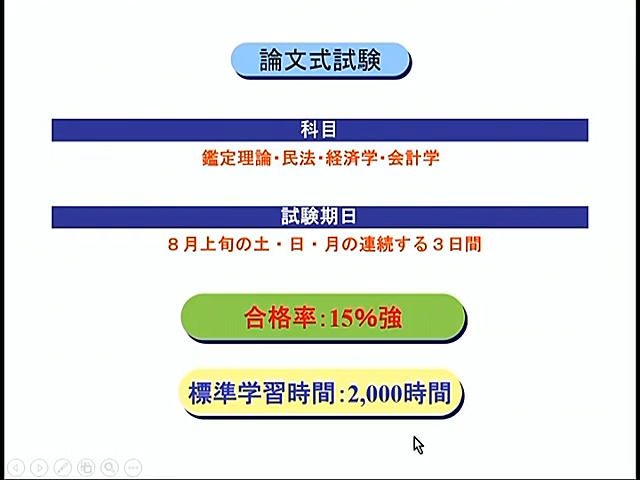 論文式試験
科目
鑑定理論・民法・経済学・会計学
試験期日
８月上旬の土・日・月の連続する３日間
合格率：15％強
標準学習時間：2,000時間